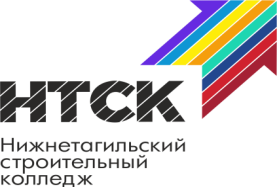 НТСК
Нижнетагильский
строительный
колледж